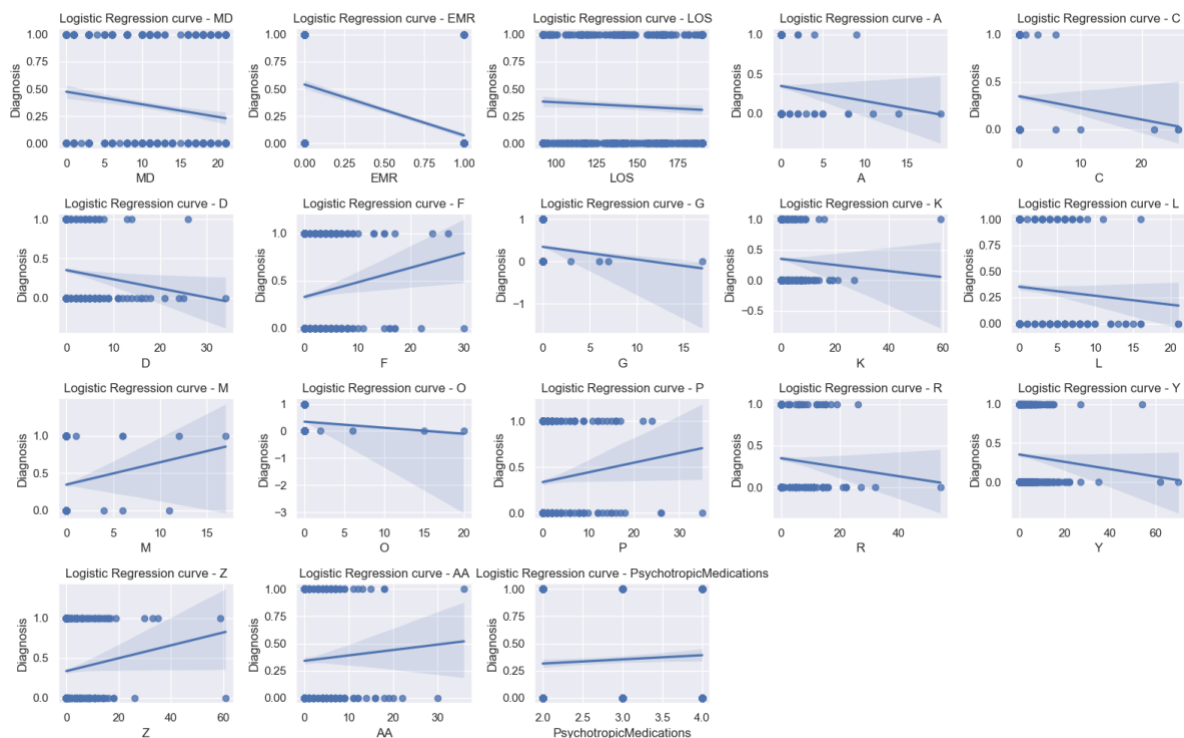 Logistic Regression curve - MD
1.00
0.75
0.50
0.25
0.00
Diagnosis
0 5 10 15 20
MD
Logistic Regression curve - EMR
1.00
0.75
0.50
0.25
0.00
Diagnosis
0.00 0.25 0.50 0.75 1.00
EMR
Logistic Regression curve - LOS
1.00
0.75
0.50
0.25
0.00
Diagnosis
100 125 150 175
LOS
Logistic Regression curve - A
1.0
0.5
0.0
Diagnosis
0 5 10 15
A
Logistic Regression curve - C
1.0
0.5
0.0
Diagnosis
0 10 20
C
Logistic Regression curve - D
1.0
0.5
0.0
Diagnosis
0 10 20 30
D
Logistic Regression curve - F
1.0
0.5
0.0
Diagnosis
0 10 20 30
F
Logistic Regression curve - G
1
0
−1
Diagnosis
0 5 10 15
G
Logistic Regression curve - K
1.0
0.5
0.0
−0.5
Diagnosis
0 20 40 60
K
Logistic Regression curve - L
1.00
0.75
0.50
0.25
0.00
Diagnosis
0 5 10 15 20
L
Logistic Regression curve - M
1.0
0.5
0.0
Diagnosis
0 5 10 15
M
Logistic Regression curve - O
1
0
−1
−2
−3
Diagnosis
0 5 10 15 20
O
Logistic Regression curve - P
1.0
0.5
0.0
Diagnosis
0 10 20 30
P
Logistic Regression curve - R
1.0
0.5
0.0
Diagnosis
0 20 40
R
Logistic Regression curve - Y
1.0
0.5
0.0
Diagnosis
0 20 40 60
Y
Logistic Regression curve - Z
1.0
0.5
0.0
Diagnosis
0 20 40 60
Z
Logistic Regression curve - AA
1.00
0.75
0.50
0.25
0.00
Diagnosis
0 10 20 30
AA
Logistic Regression curve - PsychotropicMedications
1.00
0.75
0.50
0.25
0.00
Diagnosis
2.0 2.5 3.0 3.5 4.0
PsychotropicMedications